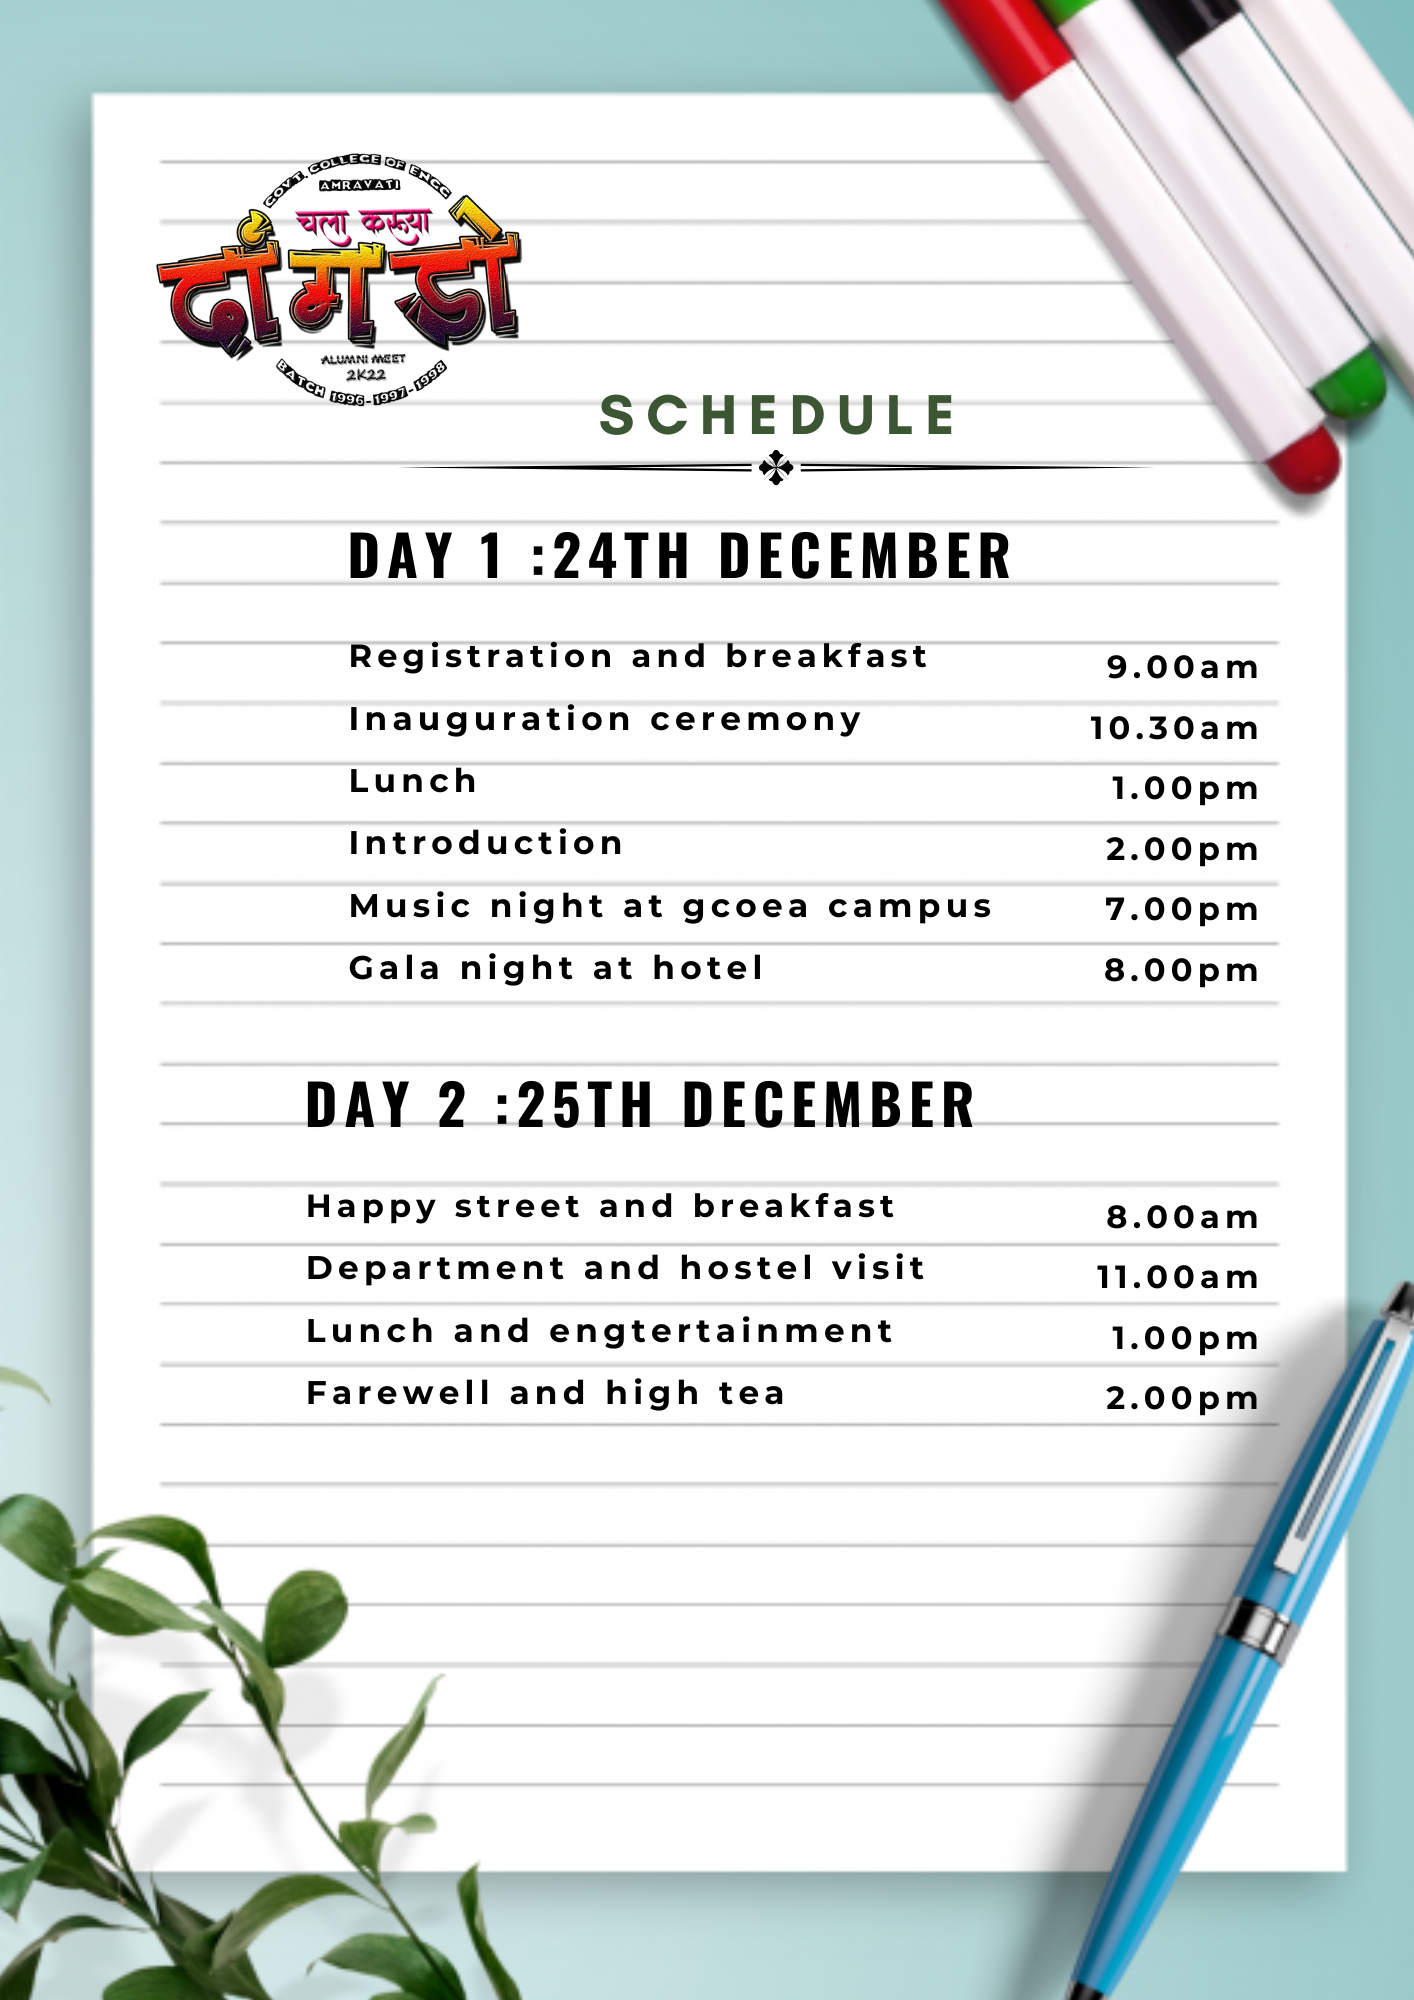 GOVT. COLLEGE OF ENGG
AMRAVATI
चला करूया
दांगडो
ALUMNI MEET
2K22
BATCH 1996-1997-1998
SCHEDULE
DAY 1 :24TH DECEMBER
Registration and breakfast 9.00am
Inauguration ceremony 10.30am
Lunch 1.00pm
Introduction 2.00pm
Music night at gcoea campus 7.00pm
Gala night at hotel 8.00pm
DAY 2 :25TH DECEMBER
Happy street and breakfast 8.00am
Department and hostel visit 11.00am
Lunch and engtertainment 1.00pm
Farewell and high tea 2.00pm